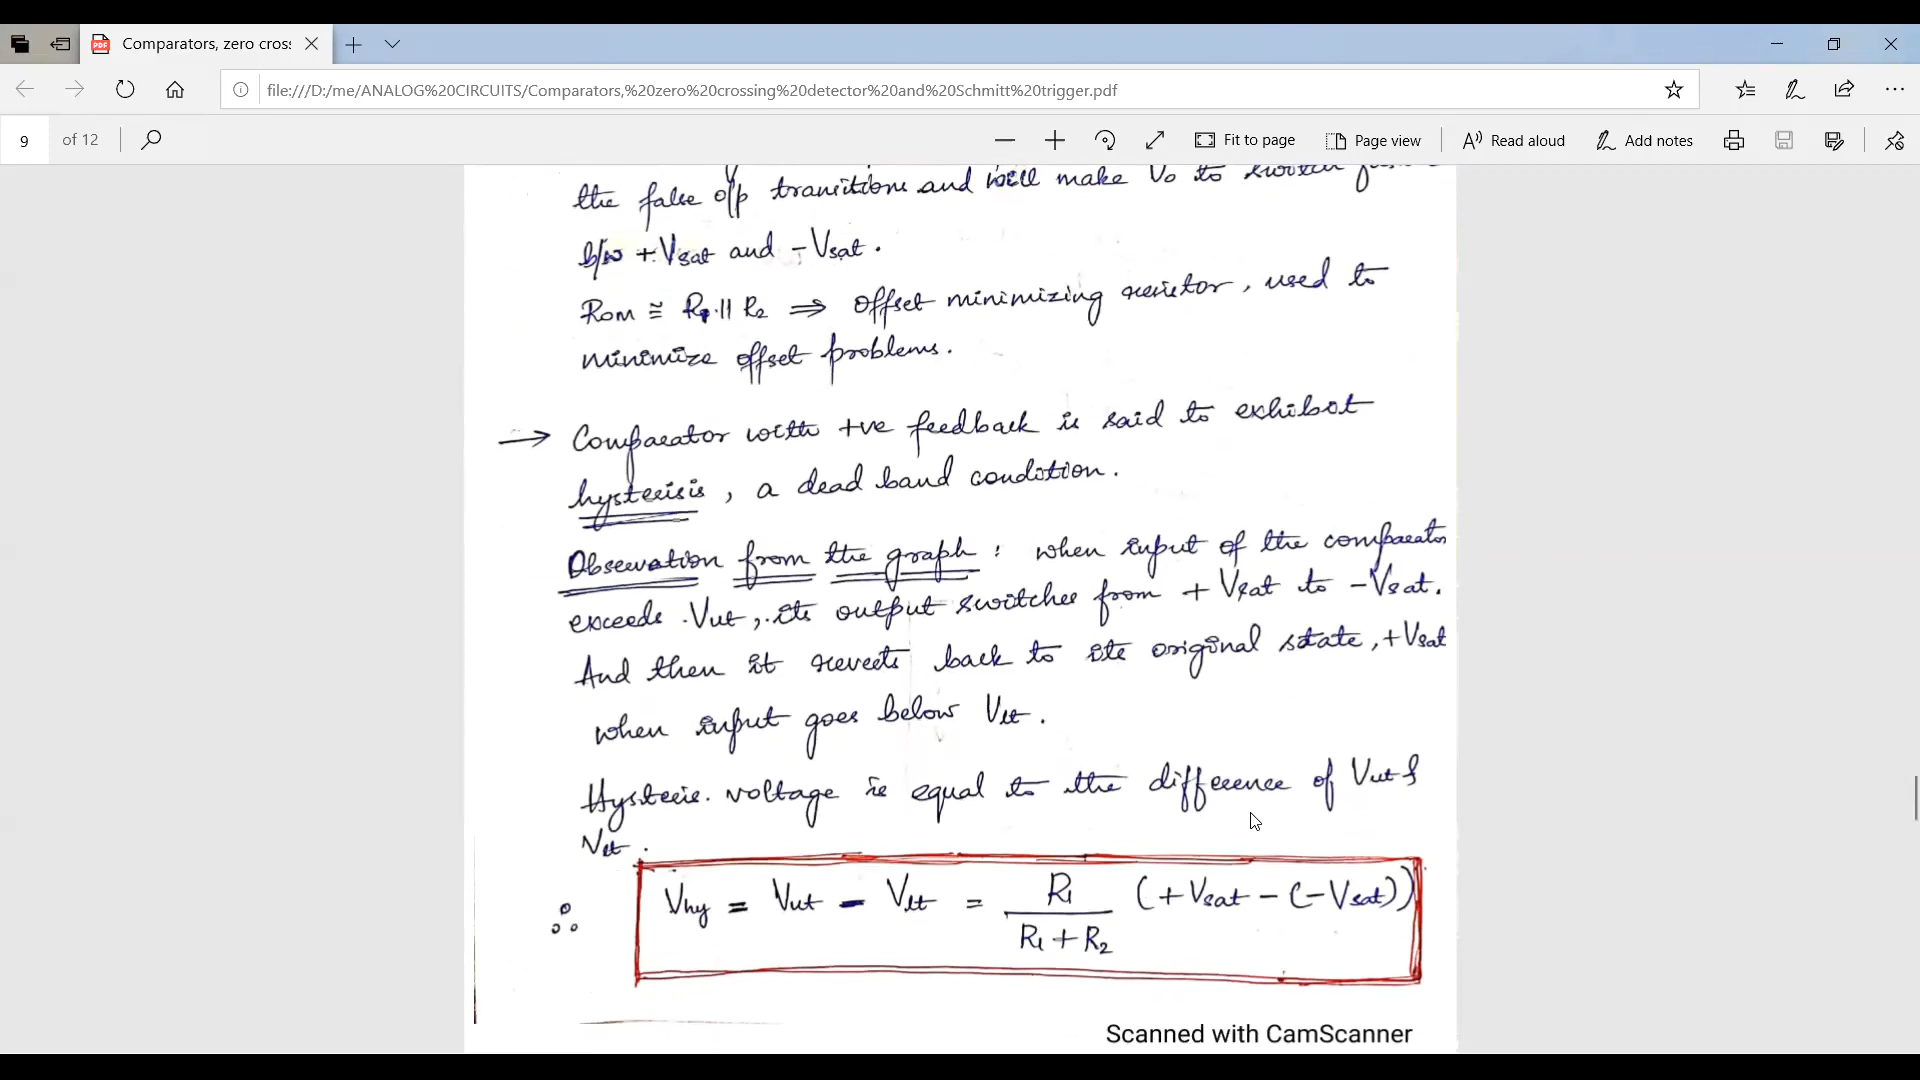 Comparators, zero cros:
file:///D:/me/ANALOG%20CIRCUITS/Comparators,%20zero%20crossing%20detector%20and%20Schmitt%20trigger.pdf
9 of 12
Fit to page
Page view
Read aloud
Add notes
the false o/p transitions and will make Vo to switch
b/w +Vsat and -Vsat.
ROM ≅ R1 || R2 ⇒ offset minimizing resistor, used to
minimize offset problems.
→ Comparator with +ve feedback is said to exhibit
hysterisis, a dead band condition.
Observation from the graph : when input of the comparator
exceeds Vut, its output switches from + Vsat to -Vsat.
And then it reverts back to its original state, +Vsat
when input goes below Vlt.
Hysteris. voltage is equal to the difference of Vut &
Vlt.
∴ Vhy = Vut - Vlt = R1 / (R1 + R2) (+Vsat - (-Vsat))
Scanned with CamScanner